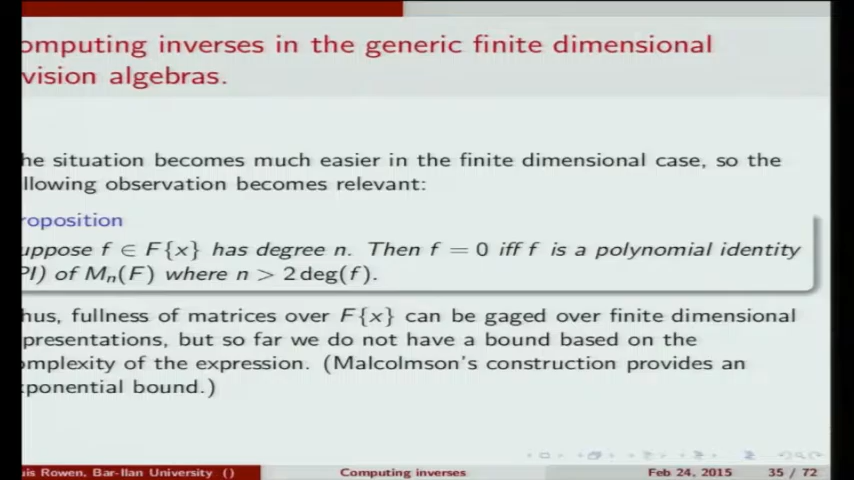 omputing inverses in the generic finite dimensional
vision algebras.
he situation becomes much easier in the finite dimensional case, so the
llowing observation becomes relevant:
roposition
uppose f ∈ F{x} has degree n. Then f = 0 iff f is a polynomial identity
PI) of Mₙ(F) where n > 2 deg(f).
hus, fullness of matrices over F{x} can be gaged over finite dimensional
presentations, but so far we do not have a bound based on the
omplexity of the expression. (Malcolmson's construction provides an
xponential bound.)
uis Rowen, Bar-Ilan University () Computing inverses Feb 24, 2015 35 / 72